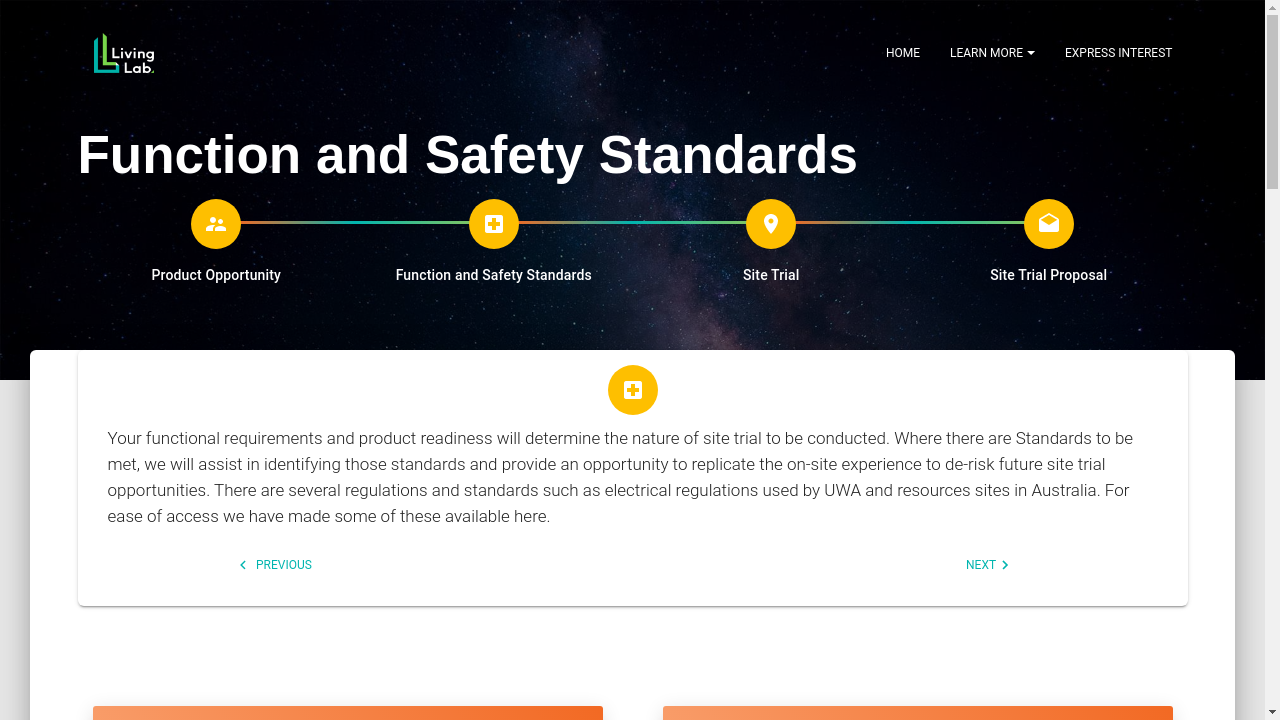 Living
Lab.
HOME
LEARN MORE
EXPRESS INTEREST
Function and Safety Standards
Product Opportunity
Function and Safety Standards
Site Trial
Site Trial Proposal
Your functional requirements and product readiness will determine the nature of site trial to be conducted. Where there are Standards to be
met, we will assist in identifying those standards and provide an opportunity to replicate the on-site experience to de-risk future site trial
opportunities. There are several regulations and standards such as electrical regulations used by UWA and resources sites in Australia. For
ease of access we have made some of these available here.
PREVIOUS
NEXT